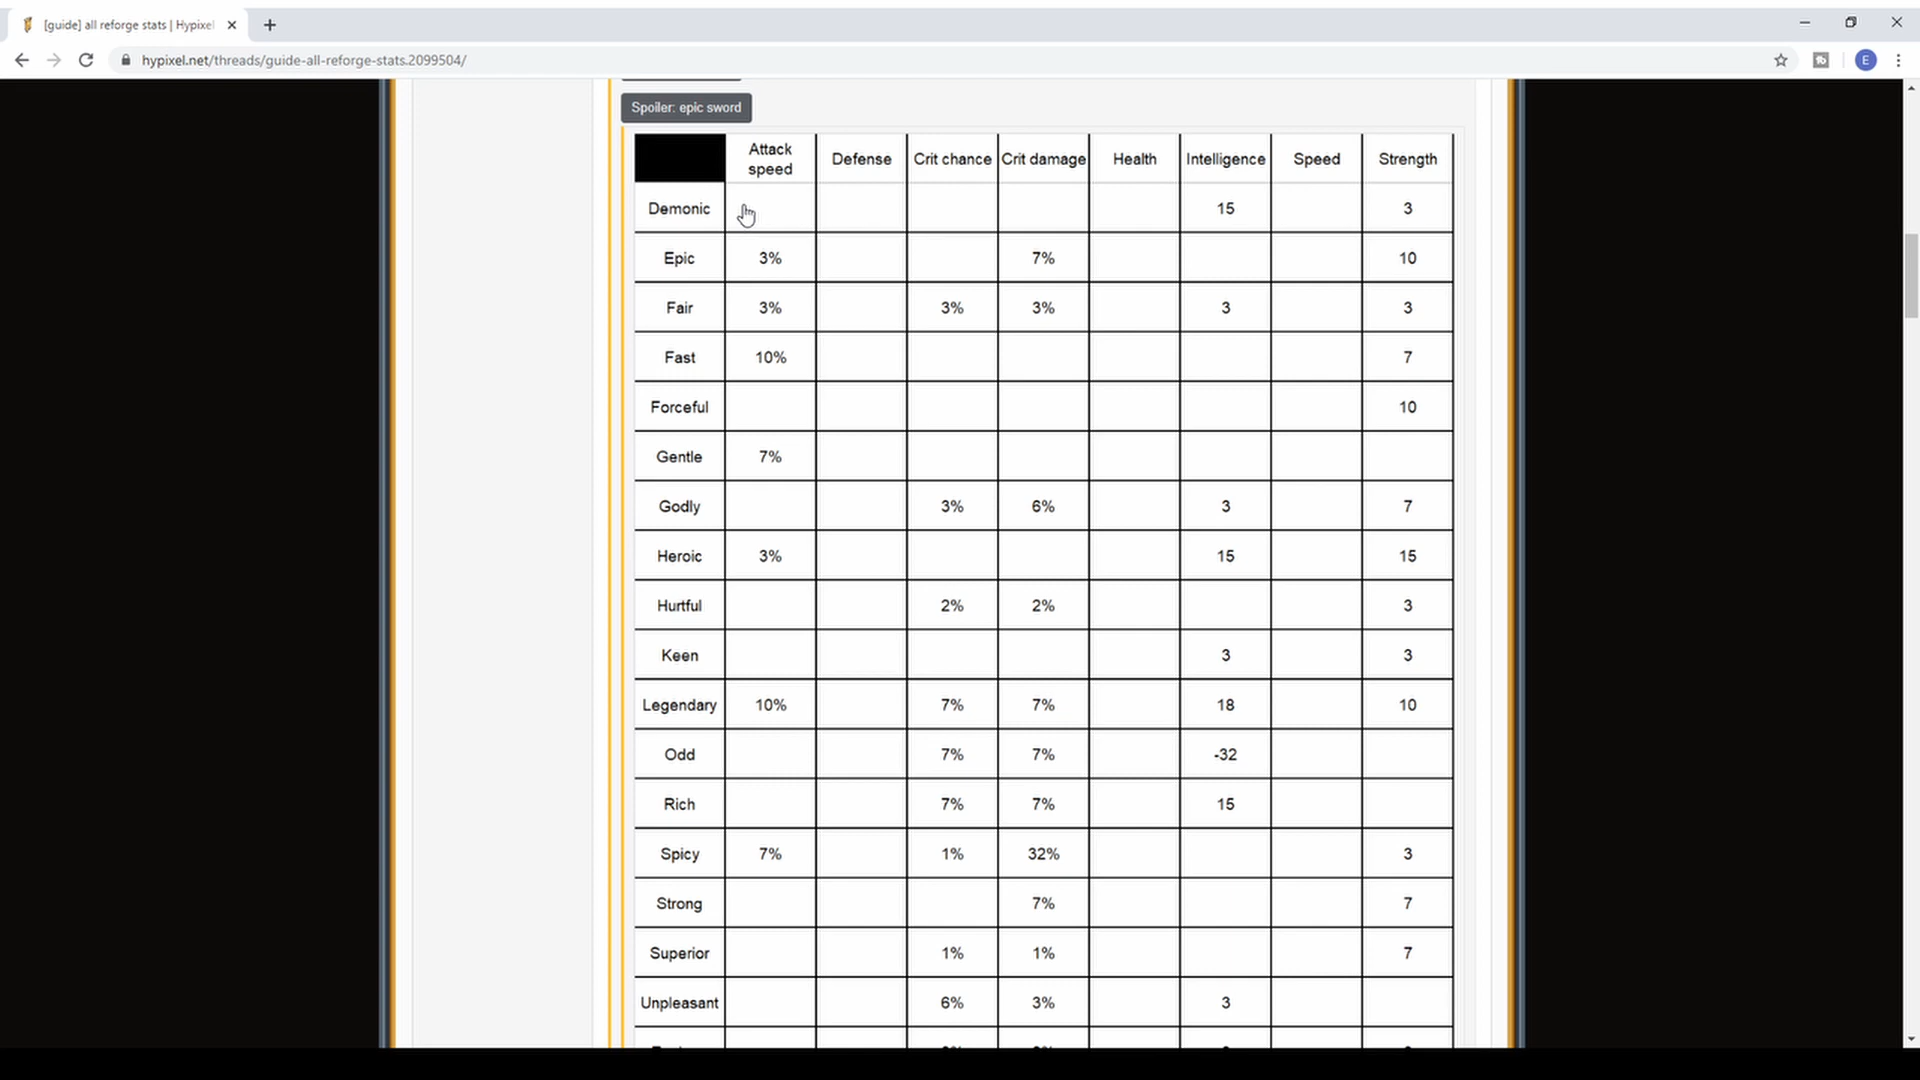 [guide] all reforge stats | Hypixel
hypixel.net/threads/guide-all-reforge-stats.2099504/
E
Spoiler: epic sword
Attack speed Defense Crit chance Crit damage Health Intelligence Speed Strength
Demonic 15 3
Epic 3% 7% 10
Fair 3% 3% 3% 3 3
Fast 10% 7
Forceful 10
Gentle 7%
Godly 3% 6% 3 7
Heroic 3% 15 15
Hurtful 2% 2% 3
Keen 3 3
Legendary 10% 7% 7% 18 10
Odd 7% 7% -32
Rich 7% 7% 15
Spicy 7% 1% 32% 3
Strong 7% 7
Superior 1% 1% 7
Unpleasant 6% 3% 3